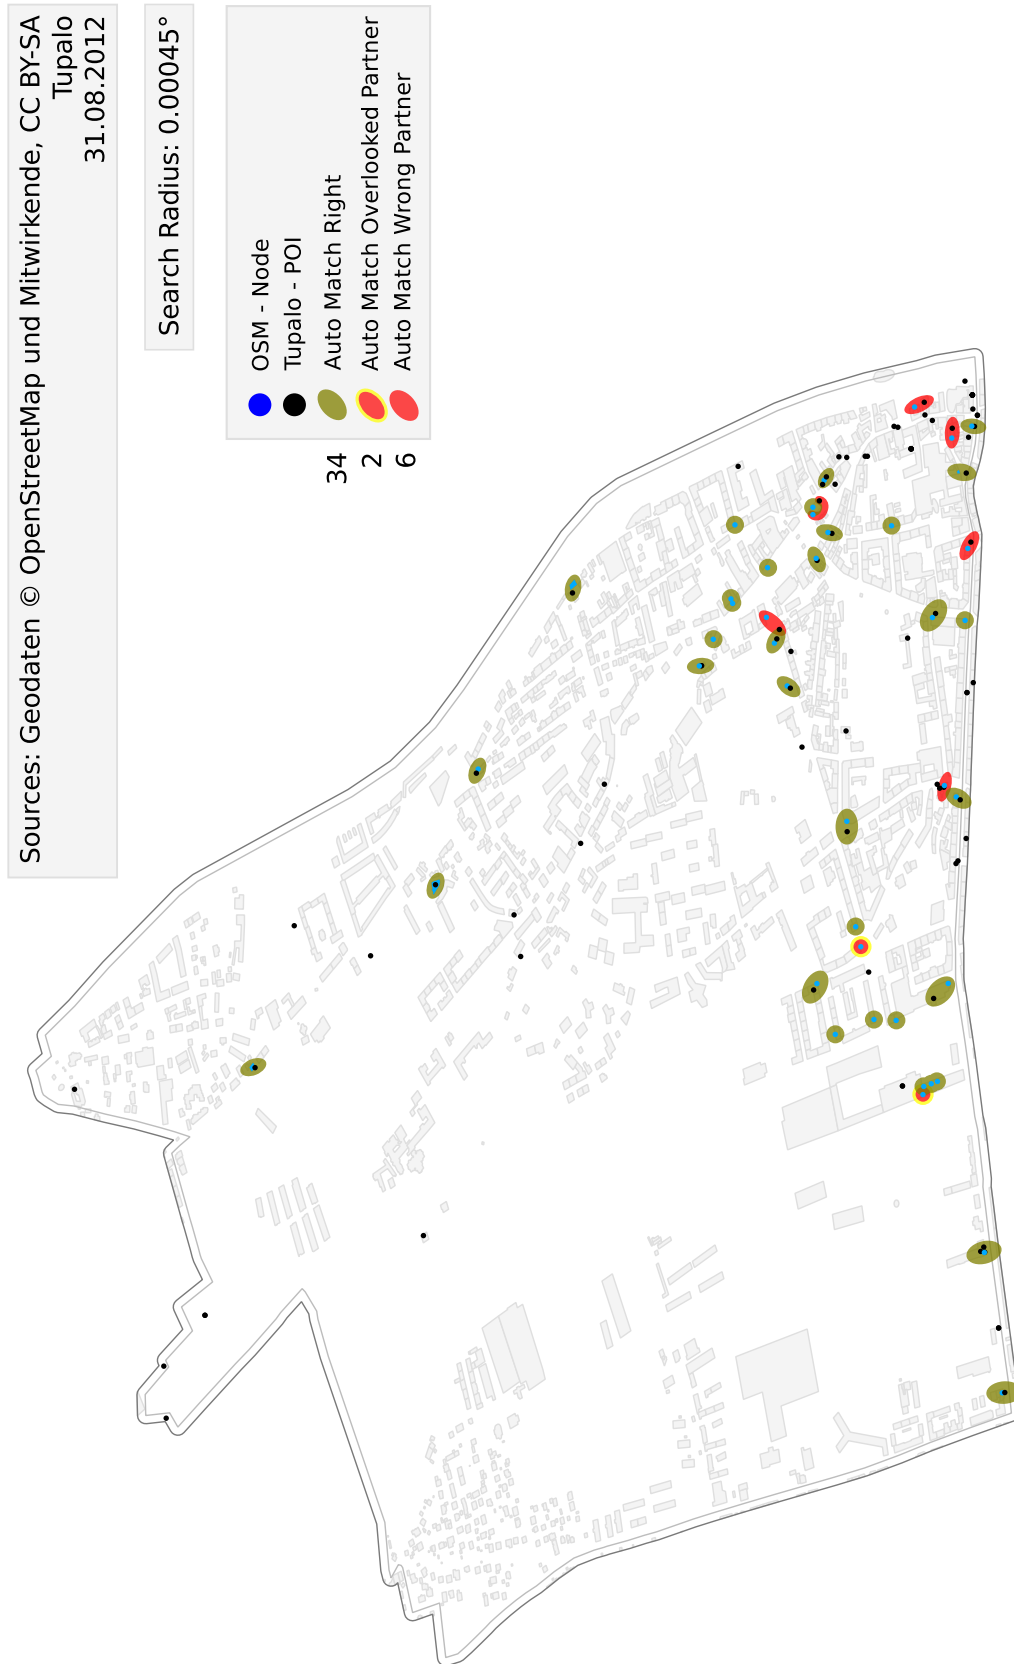 Sources: Geodaten © OpenStreetMap und Mitwirkende, CC BY-SA
Tupalo
31.08.2012
Search Radius: 0.00045°
OSM - Node
Tupalo - POI
34 Auto Match Right
2 Auto Match Overlooked Partner
6 Auto Match Wrong Partner